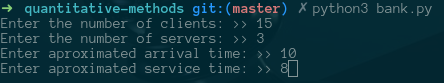 ➜ quantitative-methods git:(master) ✗ python3 bank.py
Enter the number of clients: >> 15
Enter the number of servers: >> 3
Enter aproximated arrival time: >> 10
Enter aproximated service time: >> 8